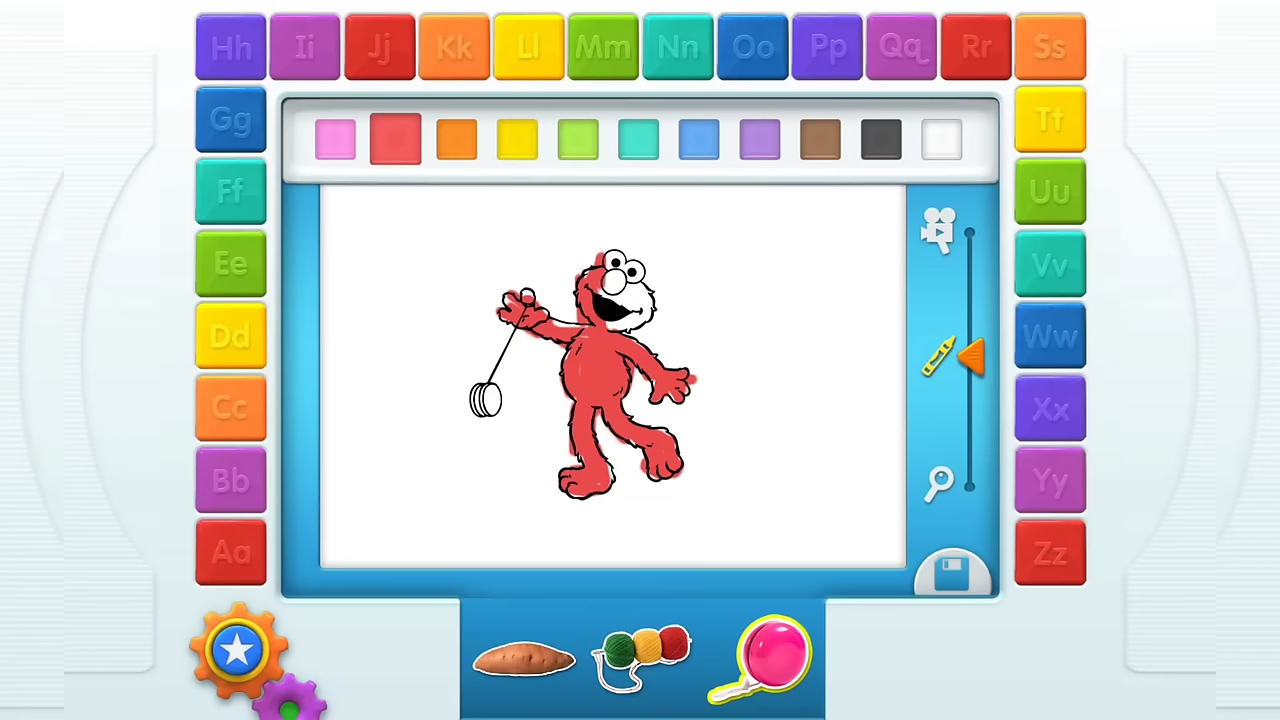 Hh Ii Jj Kk Ll Mm Nn Oo Pp Qq Rr Ss
Gg Tt
Ff Uu
Ee Vv
Dd Ww
Cc Xx
Bb Yy
Aa Zz